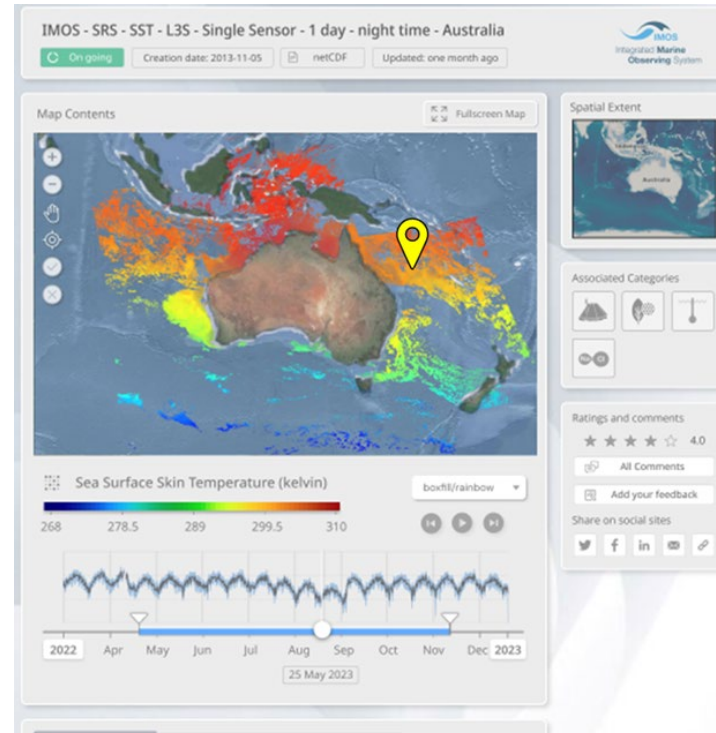 IMOS - SRS - SST - L3S - Single Sensor - 1 day - night time - Australia
On going
Creation date: 2013-11-05
netCDF
Updated: one month ago
IMOS
Integrated Marine
Observing System
Map Contents
Fullscreen Map
Spatial Extent
Indonesia
Australia
Associated Categories
Ratings and comments
4.0
All Comments
Add your feedback
Share on social sites
Sea Surface Skin Temperature (kelvin)
boxfill/rainbow
268 278.5 289 299.5 310
2022 Apr May Jun Jul Aug Sep Oct Nov Dec 2023
25 May 2023